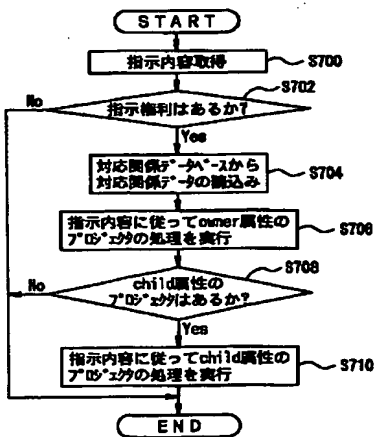 START
指示内容取得
S700
S702
No
指示権利はあるか?
Yes
対応関係データベースから
対応関係データの読込み
S704
指示内容に従ってowner属性の
プロジェクタの処理を実行
S706
S708
No
child属性の
プロジェクタはあるか?
Yes
指示内容に従ってchild属性の
プロジェクタの処理を実行
S710
END